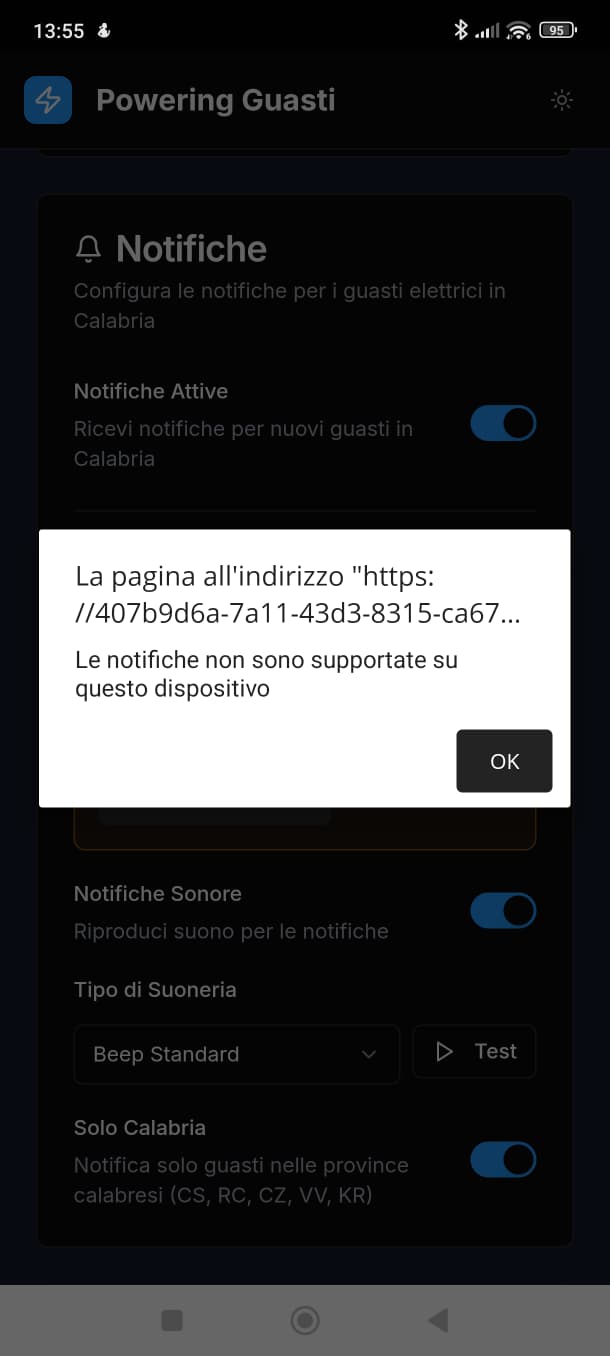 13:55
95
Powering Guasti
Notifiche
Configura le notifiche per i guasti elettrici in
Calabria
Notifiche Attive
Ricevi notifiche per nuovi guasti in
Calabria
La pagina all'indirizzo "https:
//407b9d6a-7a11-43d3-8315-ca67...
Le notifiche non sono supportate su
questo dispositivo
OK
Notifiche Sonore
Riproduci suono per le notifiche
Tipo di Suoneria
Beep Standard
Test
Solo Calabria
Notifica solo guasti nelle province
calabresi (CS, RC, CZ, VV, KR)